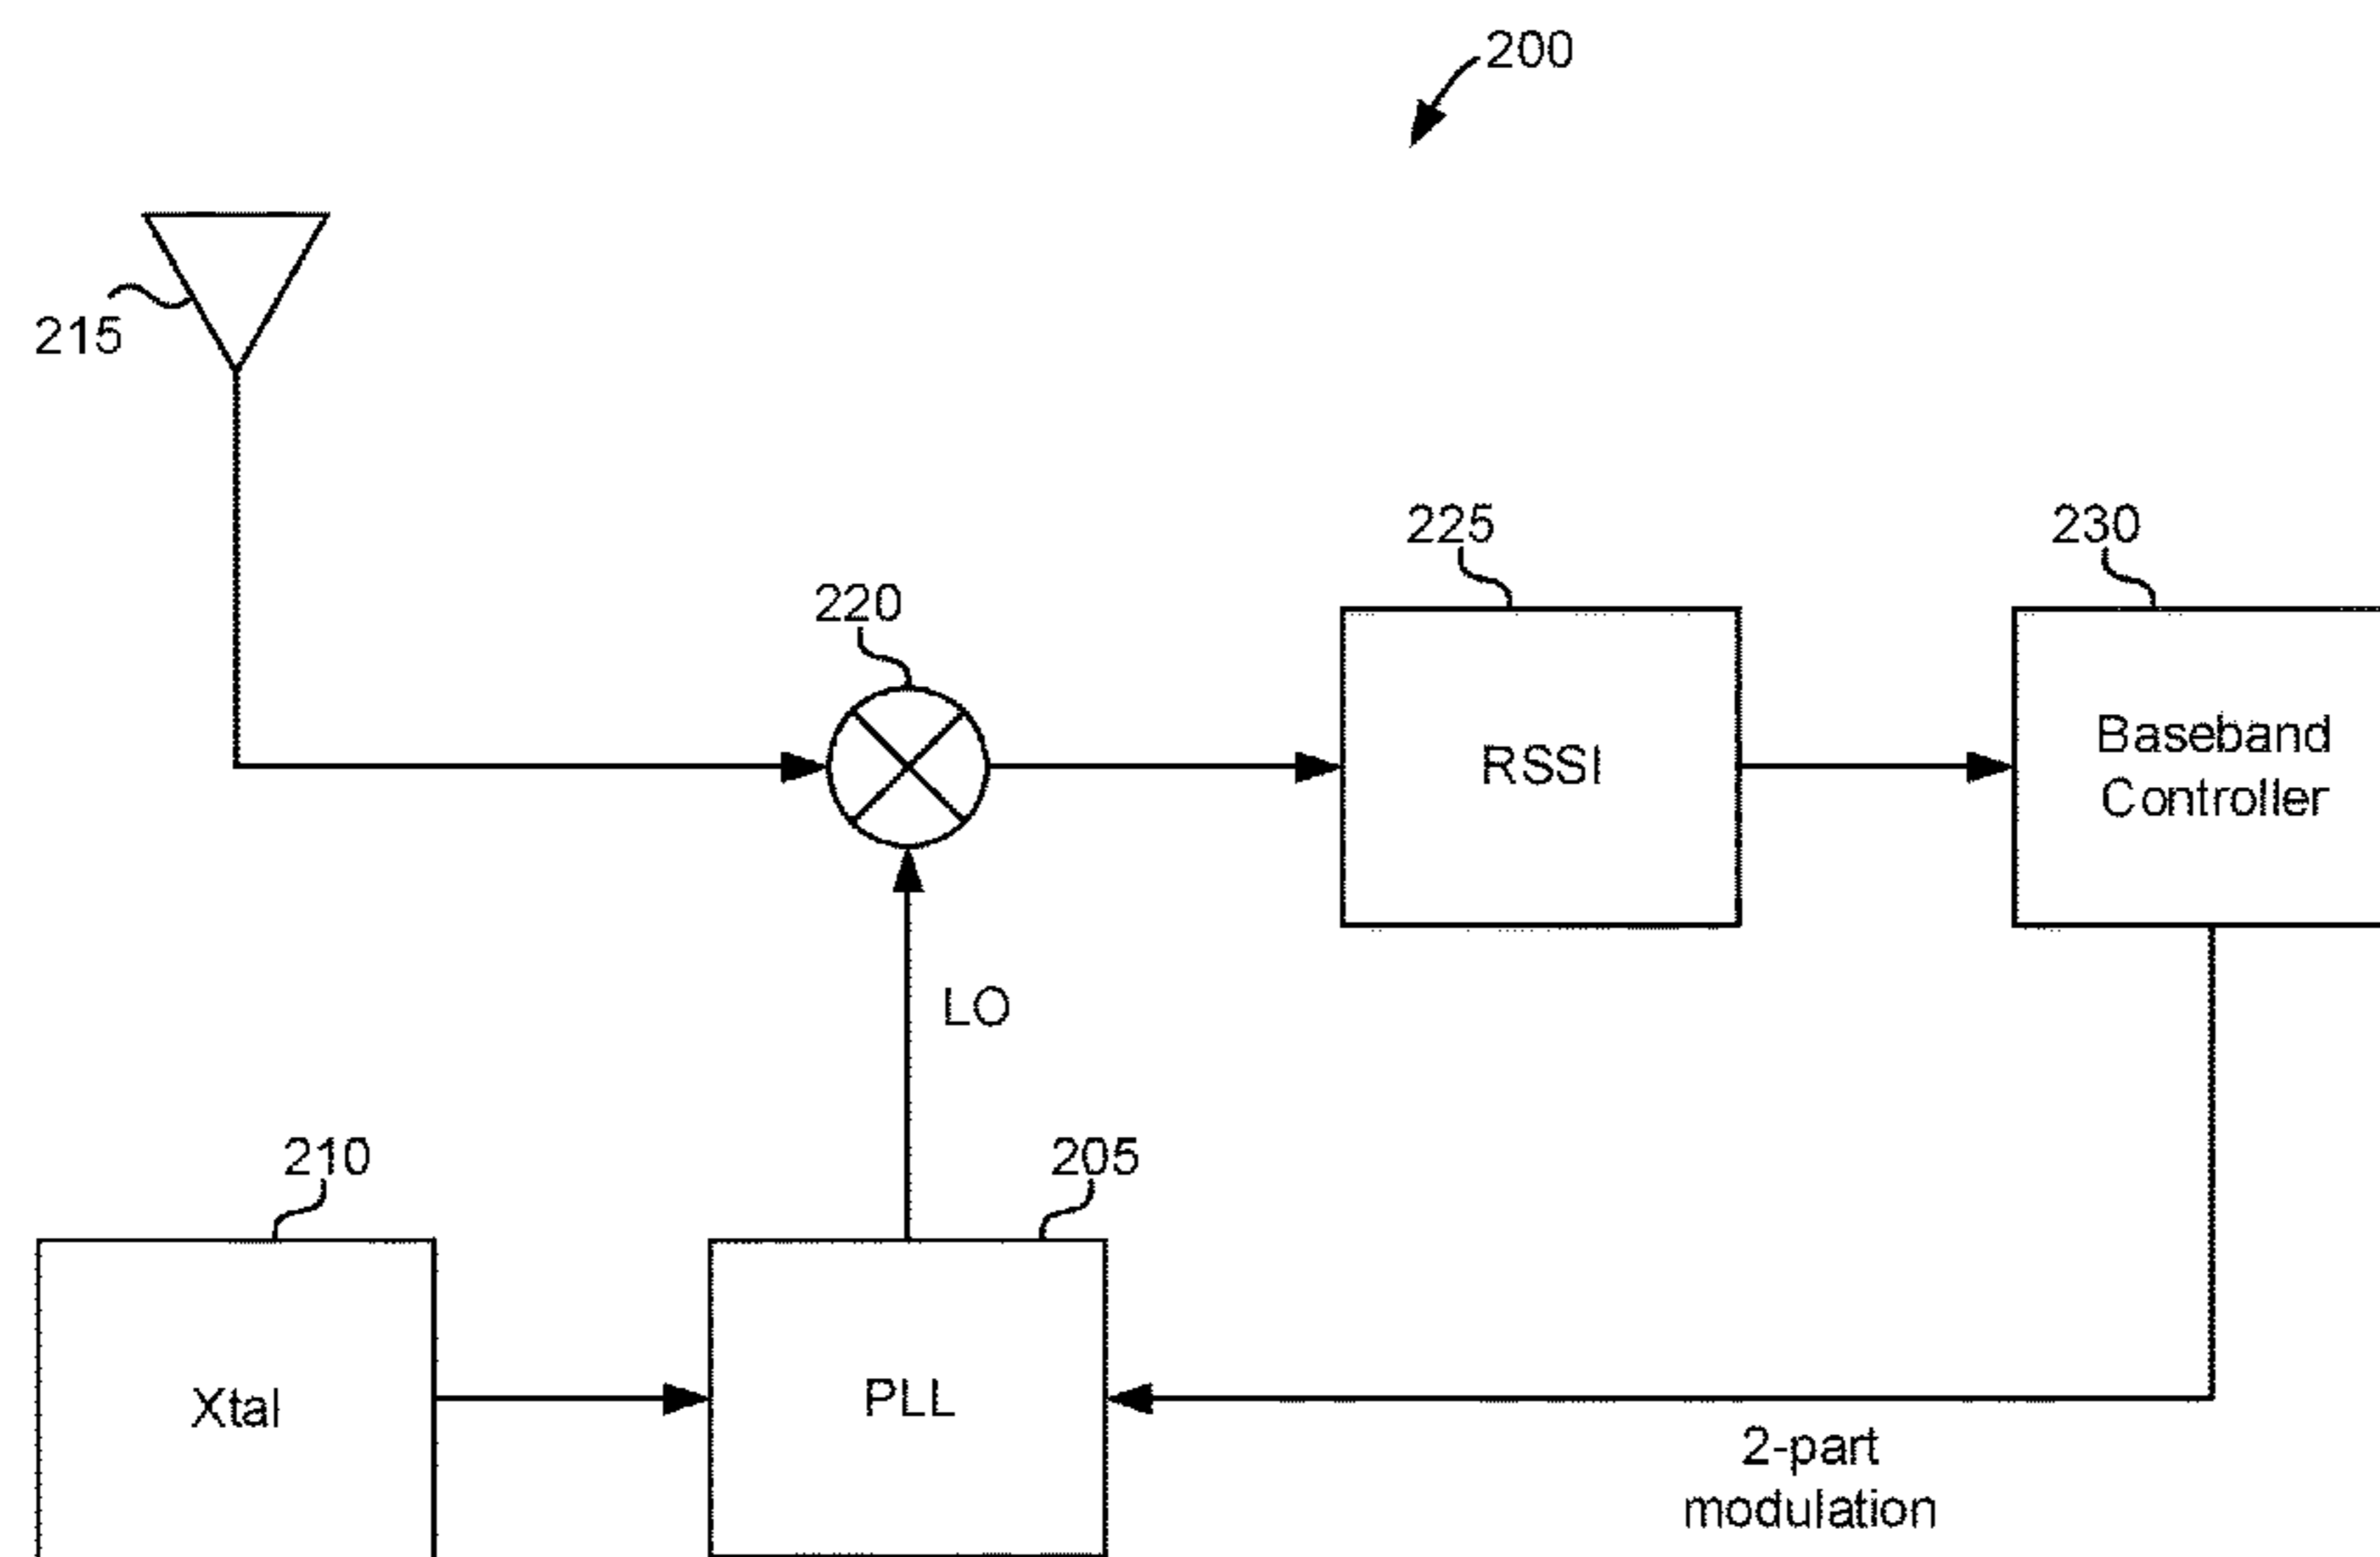 200
215
225
230
220
RSSI
Baseband
Controller
LO
210
205
Xtal
PLL
2-part
modulation